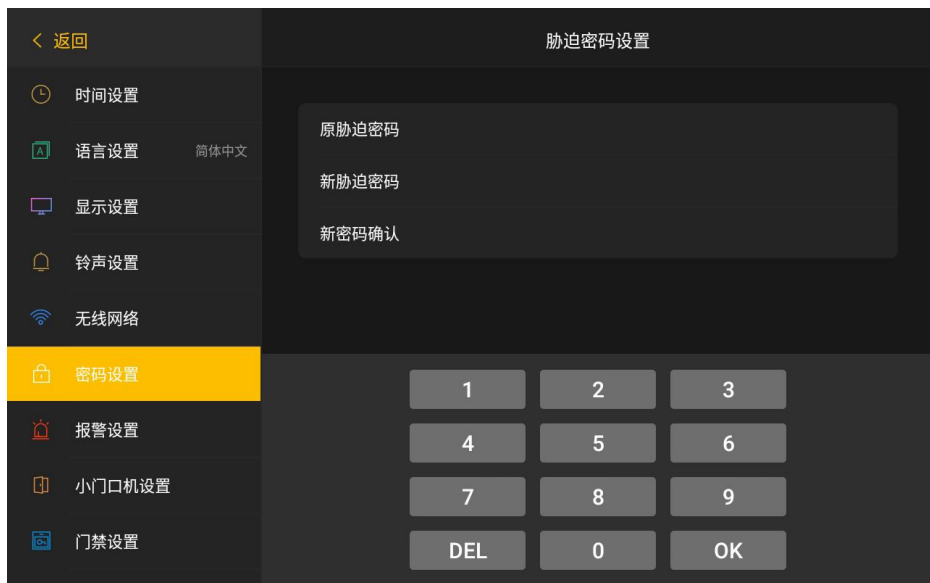 返回
胁迫密码设置
时间设置
语言设置 简体中文
显示设置
铃声设置
无线网络
密码设置
报警设置
小门口机设置
门禁设置
原胁迫密码
新胁迫密码
新密码确认
1 2 3
4 5 6
7 8 9
DEL 0 OK